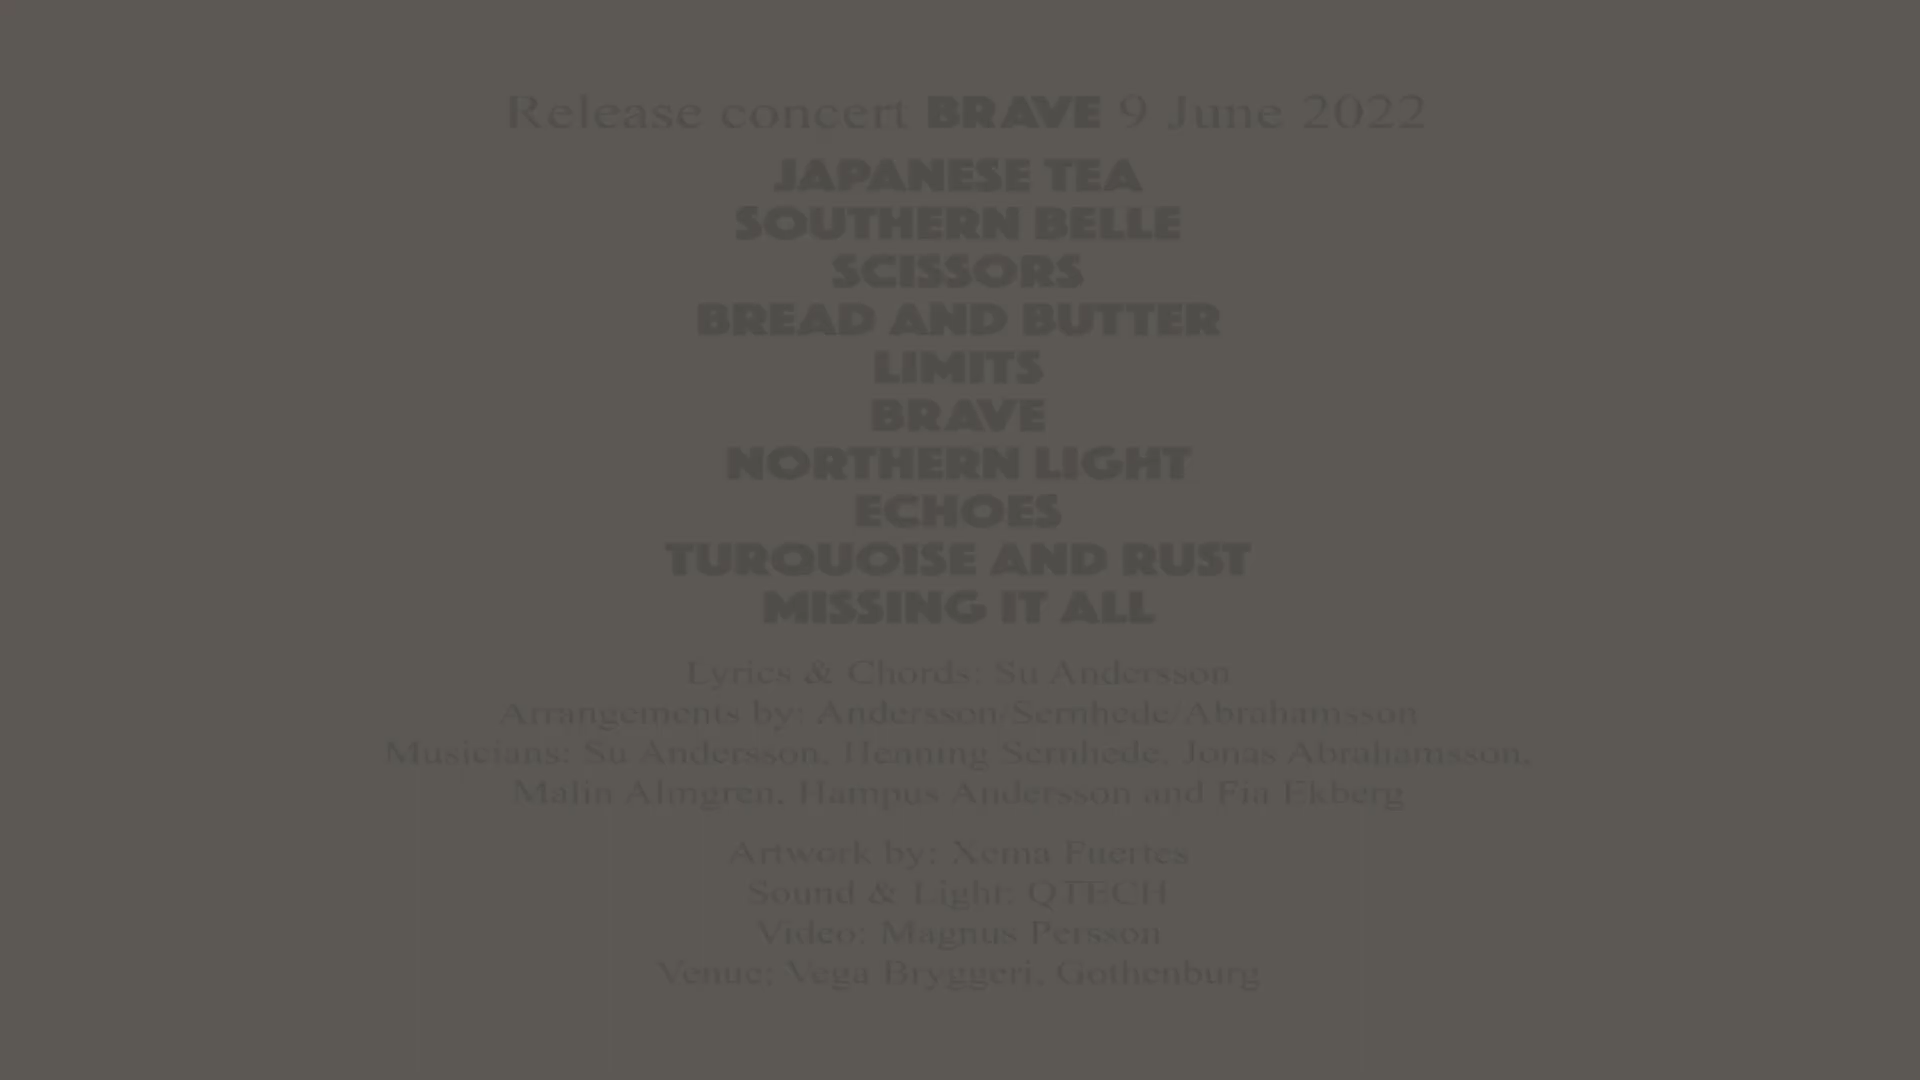 Release concert BRAVE 9 June 2022
JAPANESE TEA
SOUTHERN BELLE
SCISSORS
BREAD AND BUTTER
LIMITS
BRAVE
NORTHERN LIGHT
ECHOES
TURQUOISE AND RUST
MISSING IT ALL
Lyrics & Chords: Su Andersson
Arrangements by: Andersson-Sernhede/Abrahamsson
Musicians: Su Andersson, Henning Sernhede, Jonas Abrahamsson,
Malin Almgren, Hampus Andersson and Fia Ekberg
Artwork by: Xema Fuertes
Sound & Light: QTECH
Video: Magnus Persson
Venue: Vega Bryggeri, Gothenburg